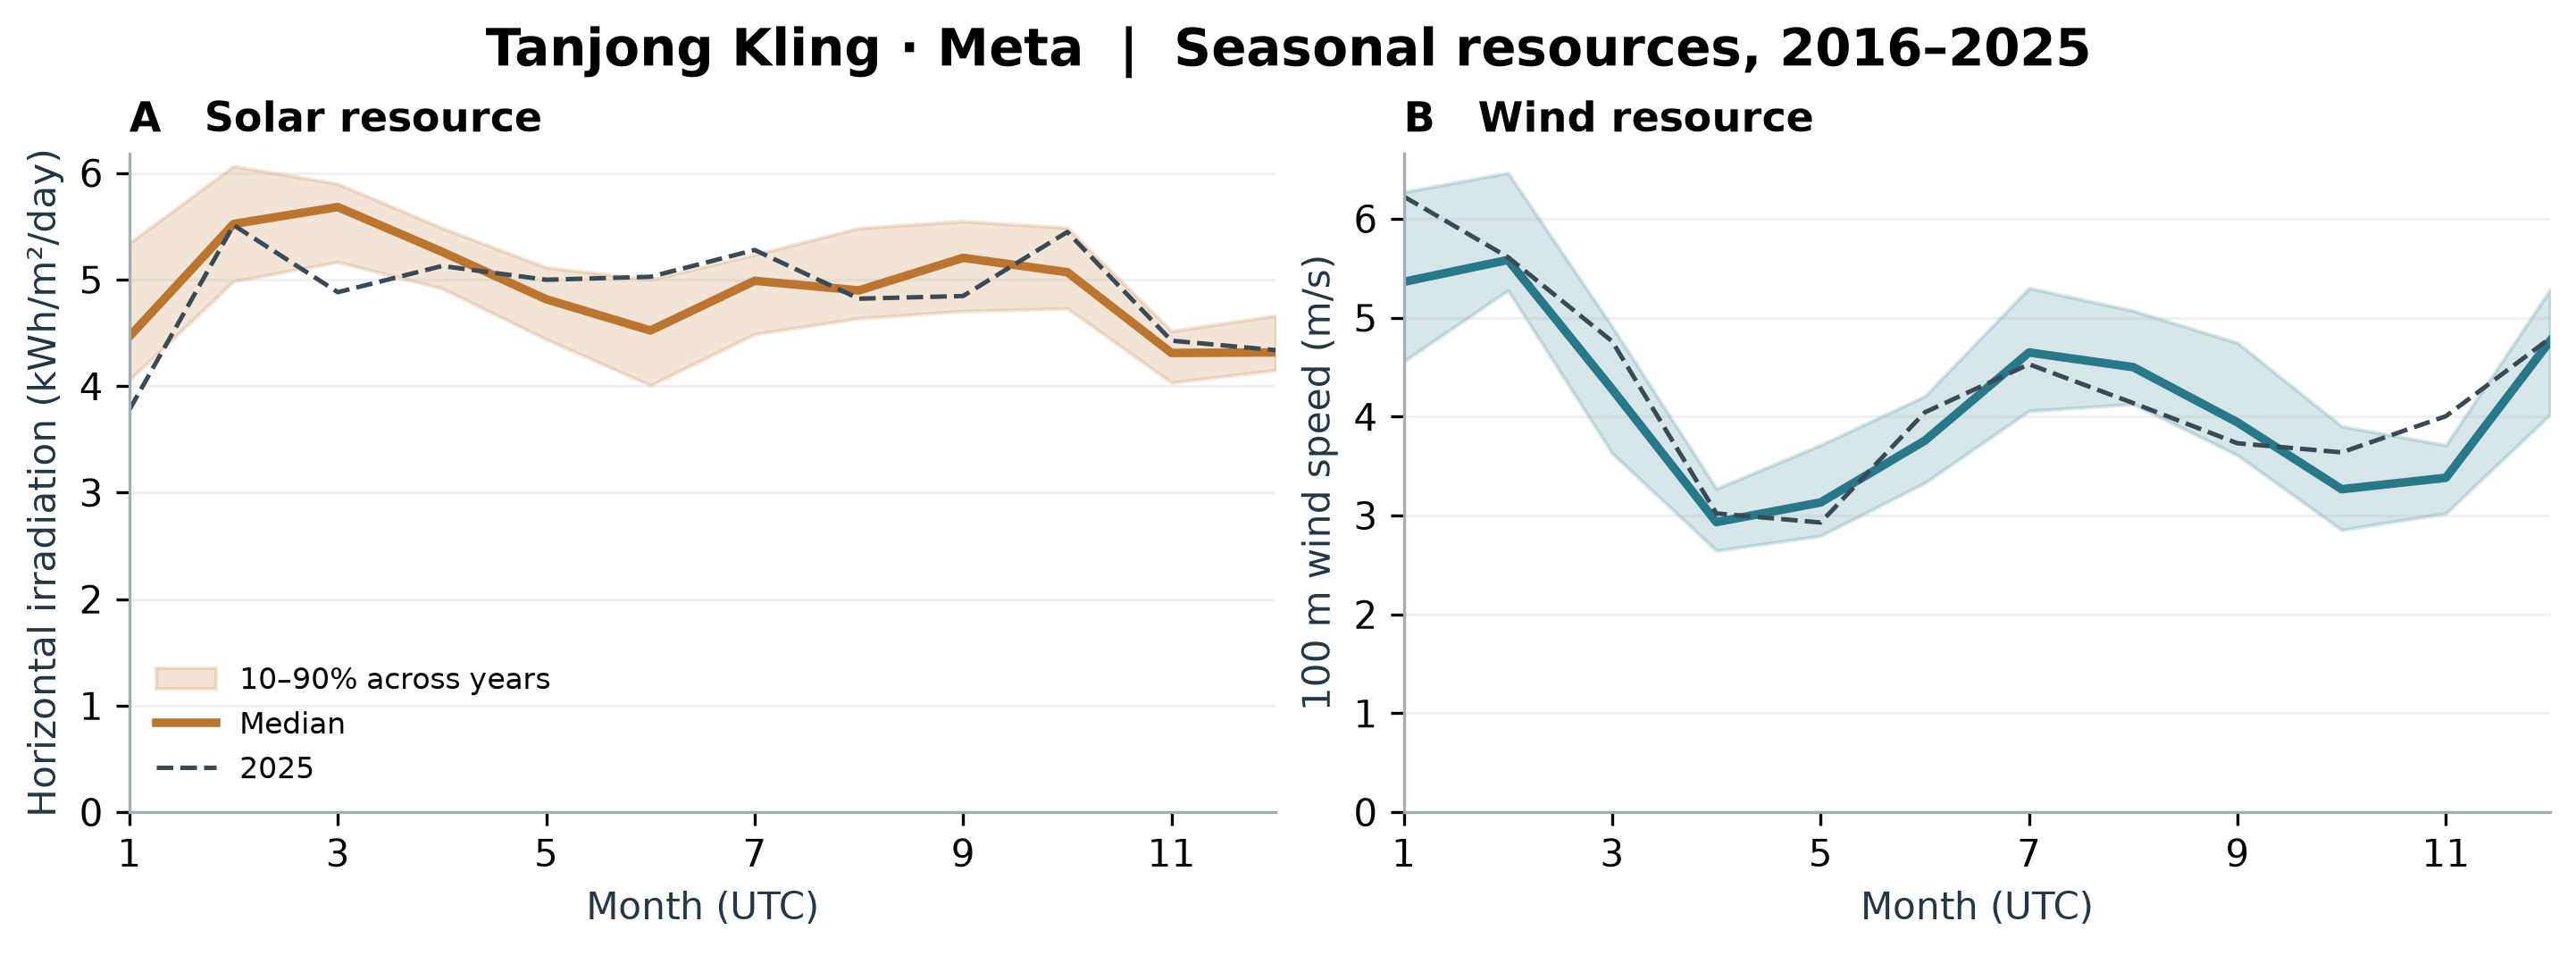 Tanjong Kling · Meta | Seasonal resources, 2016–2025
A Solar resource
Horizontal irradiation (kWh/m²/day)
6
5
4
3
2
1
0
10–90% across years
Median
2025
1 3 5 7 9 11
Month (UTC)
B Wind resource
100 m wind speed (m/s)
6
5
4
3
2
1
0
1 3 5 7 9 11
Month (UTC)